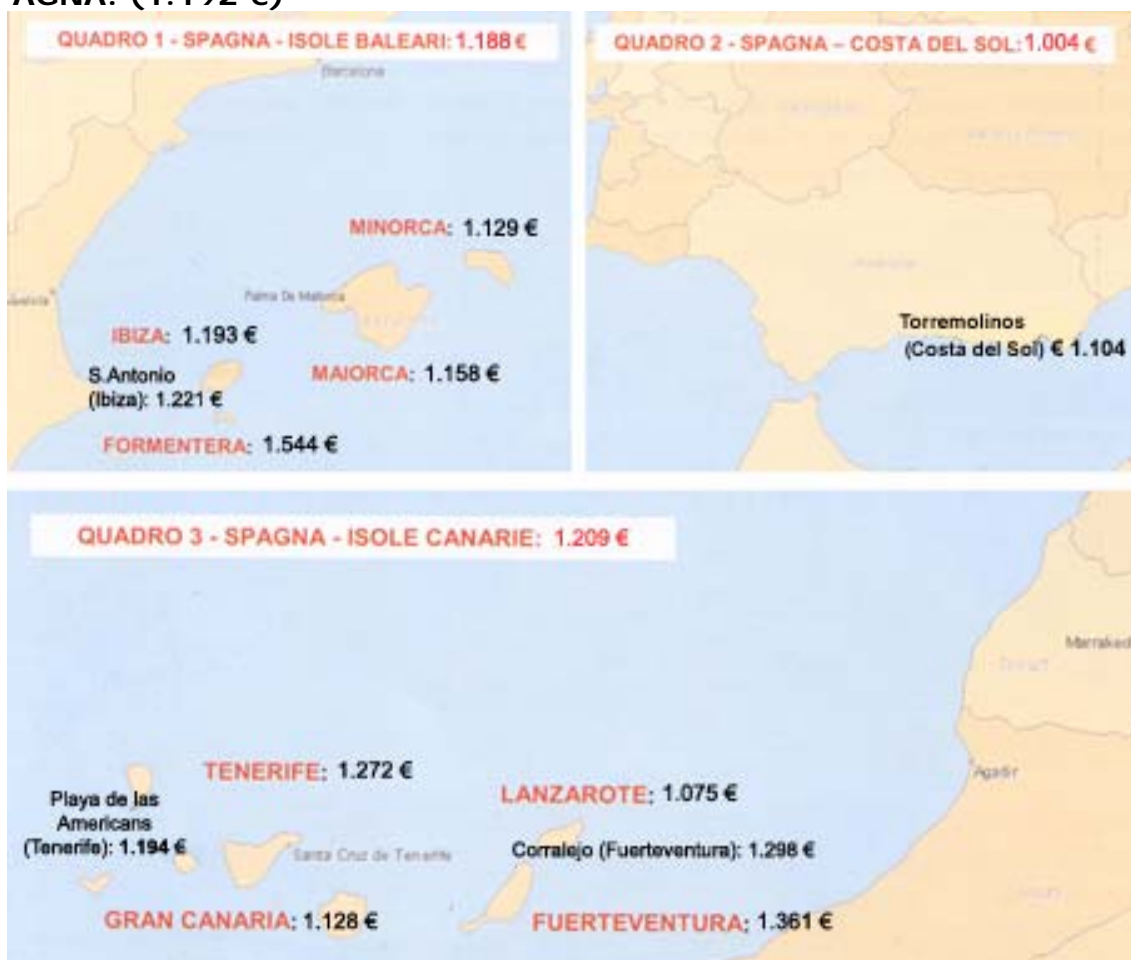 AGNA: (1.192 €)
QUADRO 1 - SPAGNA - ISOLE BALEARI: 1.188 €
Barcelona
MINORCA: 1.129 €
Palma De Mallorca
IBIZA: 1.193 €
MAIORCA: 1.158 €
S.Antonio
(Ibiza): 1.221 €
FORMENTERA: 1.544 €
QUADRO 2 - SPAGNA – COSTA DEL SOL: 1.004 €
Torremolinos
(Costa del Sol) € 1.104
QUADRO 3 - SPAGNA - ISOLE CANARIE: 1.209 €
Marrakec
Agadir
TENERIFE: 1.272 €
LANZAROTE: 1.075 €
Playa de las
Americans
(Tenerife): 1.194 €
Santa Cruz de Tenerife
Corralejo (Fuerteventura): 1.298 €
GRAN CANARIA: 1.128 €
FUERTEVENTURA: 1.361 €